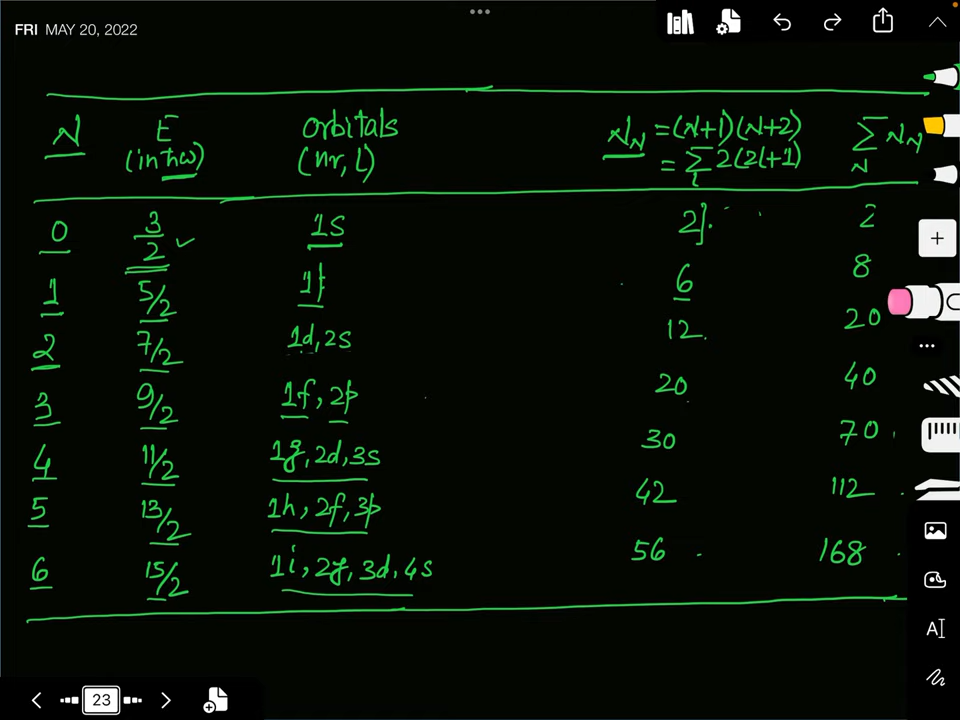 FRI MAY 20, 2022
N E (in ħω) Orbitals (nr, l) N_N = (N+1)(N+2) = Σ_l 2(2l+1) Σ_N N_N
0 3/2 ✓ 1s 2]. 2
1 5/2 1p 6 8
2 7/2 1d, 2s 12 20
3 9/2 1f, 2p 20 40
4 11/2 1g, 2d, 3s 30 70
5 13/2 1h, 2f, 3p 42 112
6 15/2 1i, 2g, 3d, 4s 56 168
23